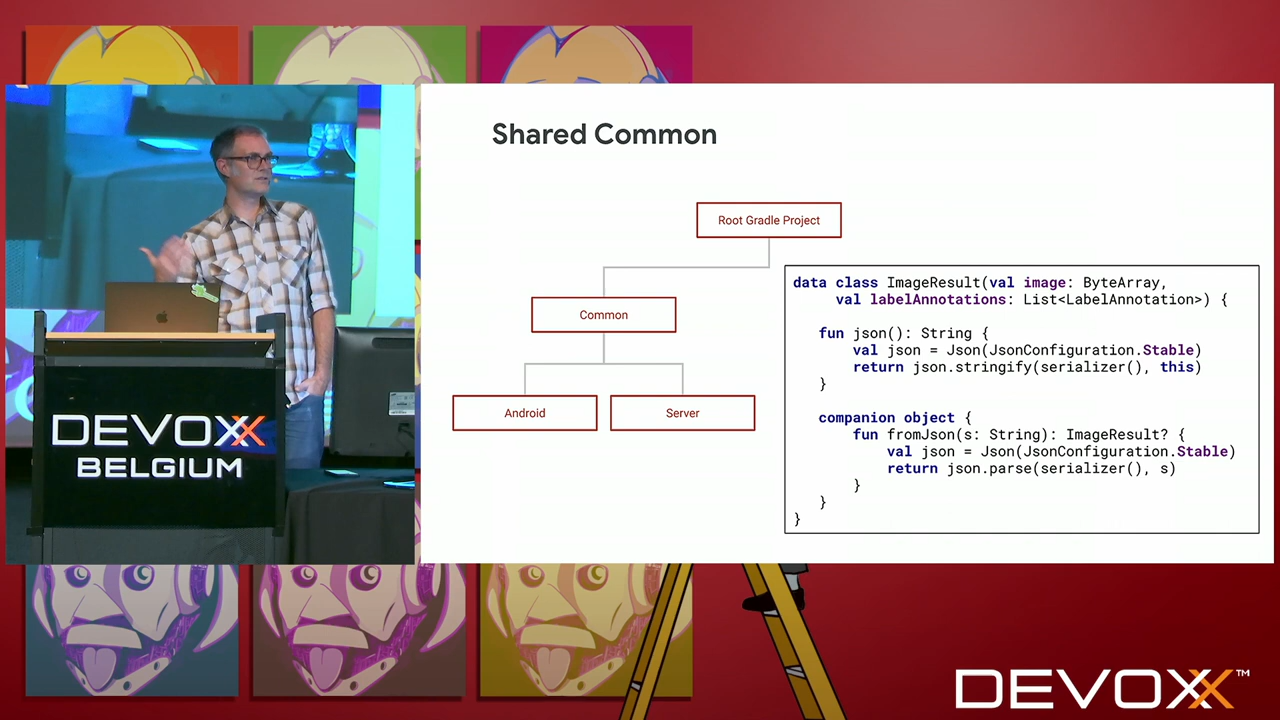 Shared Common
Root Gradle Project
Common
Android
Server
data class ImageResult(val image: ByteArray,
val labelAnnotations: List<LabelAnnotation>) {
fun json(): String {
val json = Json(JsonConfiguration.Stable)
return json.stringify(serializer(), this)
}
companion object {
fun fromJson(s: String): ImageResult? {
val json = Json(JsonConfiguration.Stable)
return json.parse(serializer(), s)
}
}
}
DEVOXX
BELGIUM
DEVOXX™